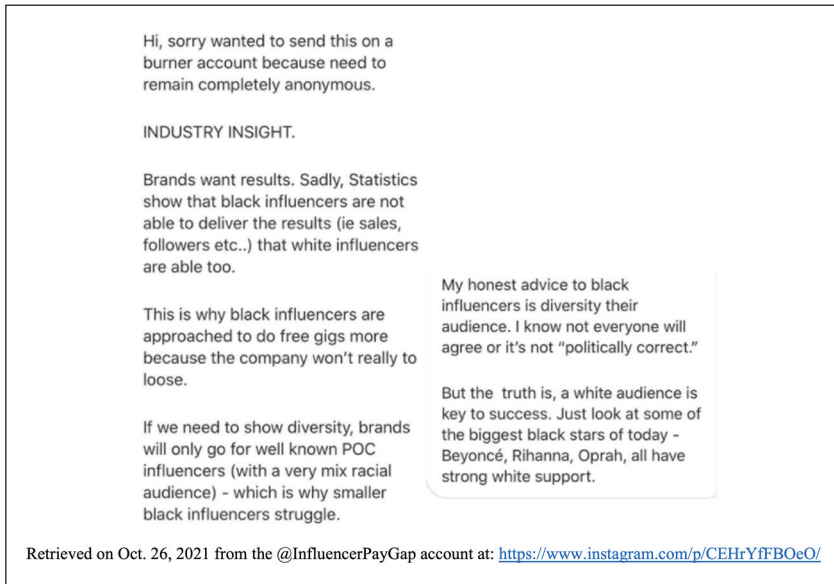 Hi, sorry wanted to send this on a
burner account because need to
remain completely anonymous.
INDUSTRY INSIGHT.
Brands want results. Sadly, Statistics
show that black influencers are not
able to deliver the results (ie sales,
followers etc..) that white influencers
are able too.
This is why black influencers are
approached to do free gigs more
because the company won't really to
loose.
If we need to show diversity, brands
will only go for well known POC
influencers (with a very mix racial
audience) - which is why smaller
black influencers struggle.
My honest advice to black
influencers is diversity their
audience. I know not everyone will
agree or it's not “politically correct.”
But the truth is, a white audience is
key to success. Just look at some of
the biggest black stars of today -
Beyoncé, Rihanna, Oprah, all have
strong white support.
Retrieved on Oct. 26, 2021 from the @InfluencerPayGap account at: https://www.instagram.com/p/CEHrYfFBOeO/